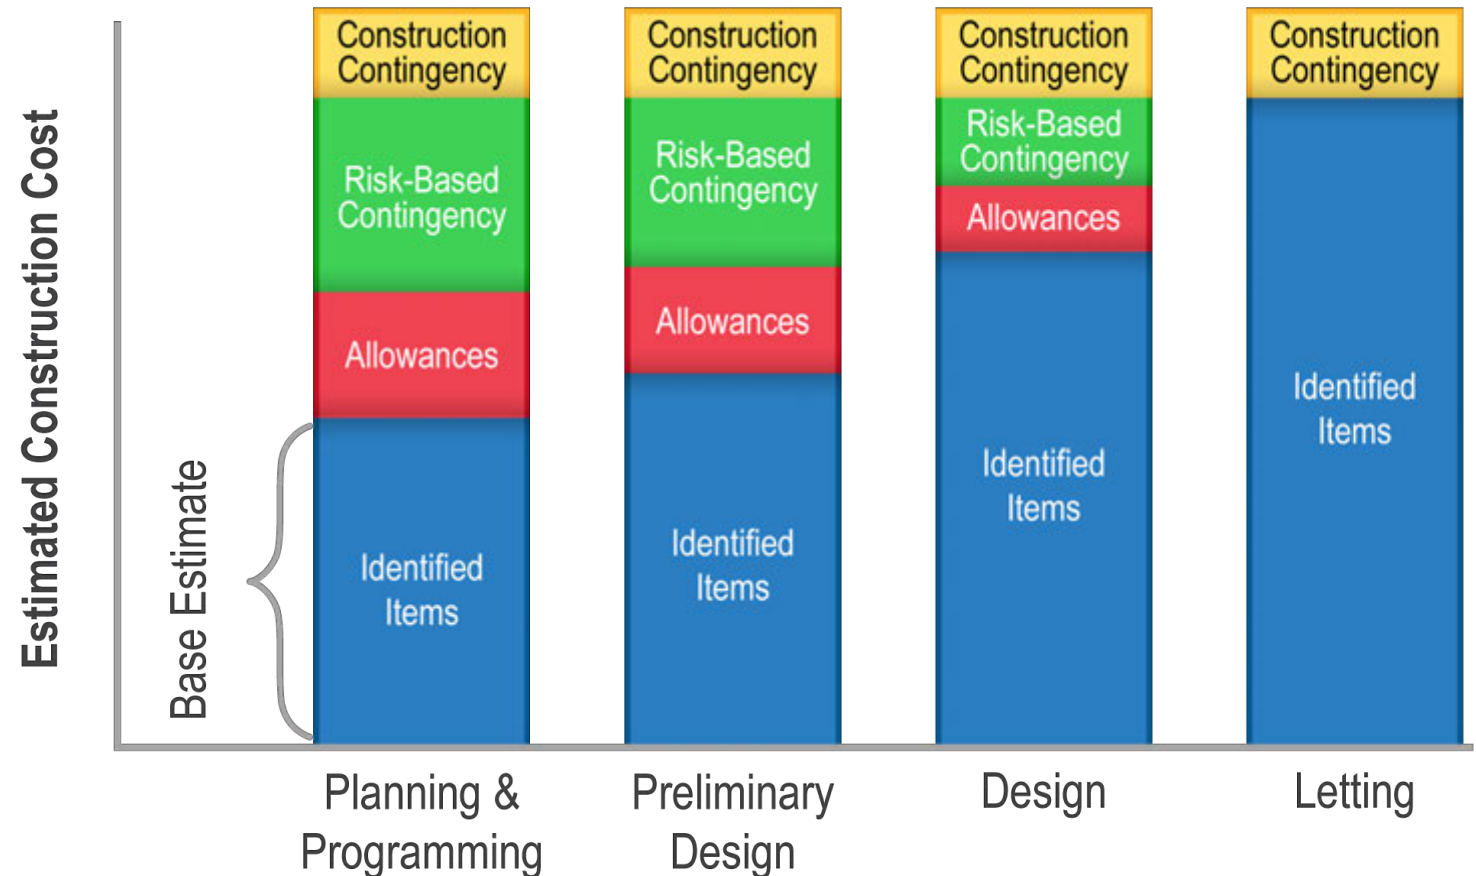 Estimated Construction Cost
Base Estimate
Construction
Contingency
Risk-Based
Contingency
Allowances
Identified
Items
Planning &
Programming
Construction
Contingency
Risk-Based
Contingency
Allowances
Identified
Items
Preliminary
Design
Construction
Contingency
Risk-Based
Contingency
Allowances
Identified
Items
Design
Construction
Contingency
Identified
Items
Letting